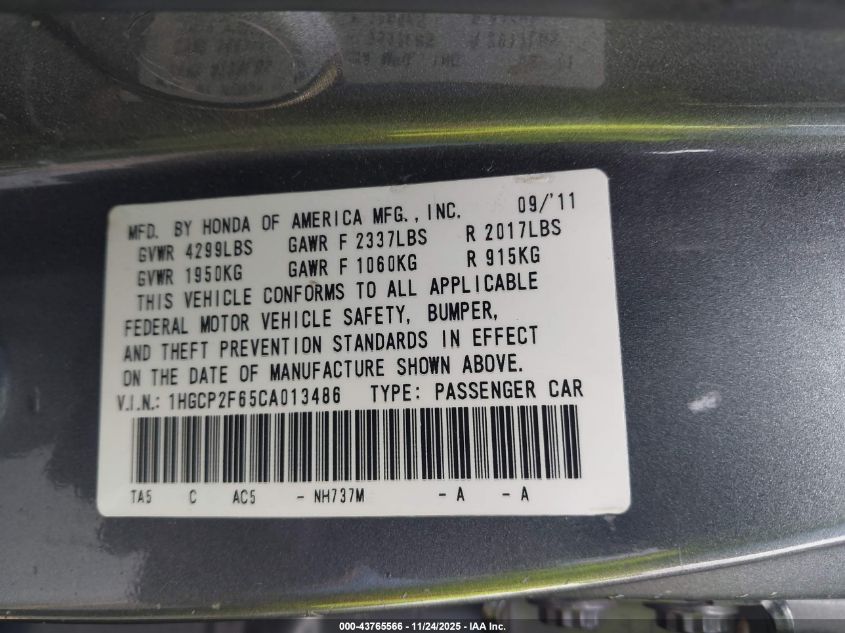 MFD. BY HONDA OF AMERICA MFG., INC. 09/'11
GVWR 4299LBS GAWR F 2337LBS R 2017LBS
GVWR 1950KG GAWR F 1060KG R 915KG
THIS VEHICLE CONFORMS TO ALL APPLICABLE
FEDERAL MOTOR VEHICLE SAFETY, BUMPER,
AND THEFT PREVENTION STANDARDS IN EFFECT
ON THE DATE OF MANUFACTURE SHOWN ABOVE.
V.I.N.: 1HGCP2F65CA013486 TYPE: PASSENGER CAR
TA5 C AC5 - NH737M - A - A
000-43765566 - 11/24/2025 - IAA Inc.